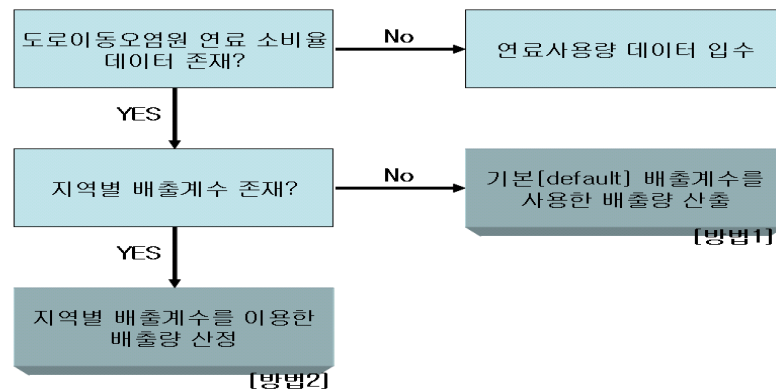 도로이동오염원 연료 소비율
데이터 존재?
No
연료사용량 데이터 입수
YES
지역별 배출계수 존재?
No
기본[default] 배출계수를
사용한 배출량 산출
[방법1]
YES
지역별 배출계수를 이용한
배출량 산정
[방법2]